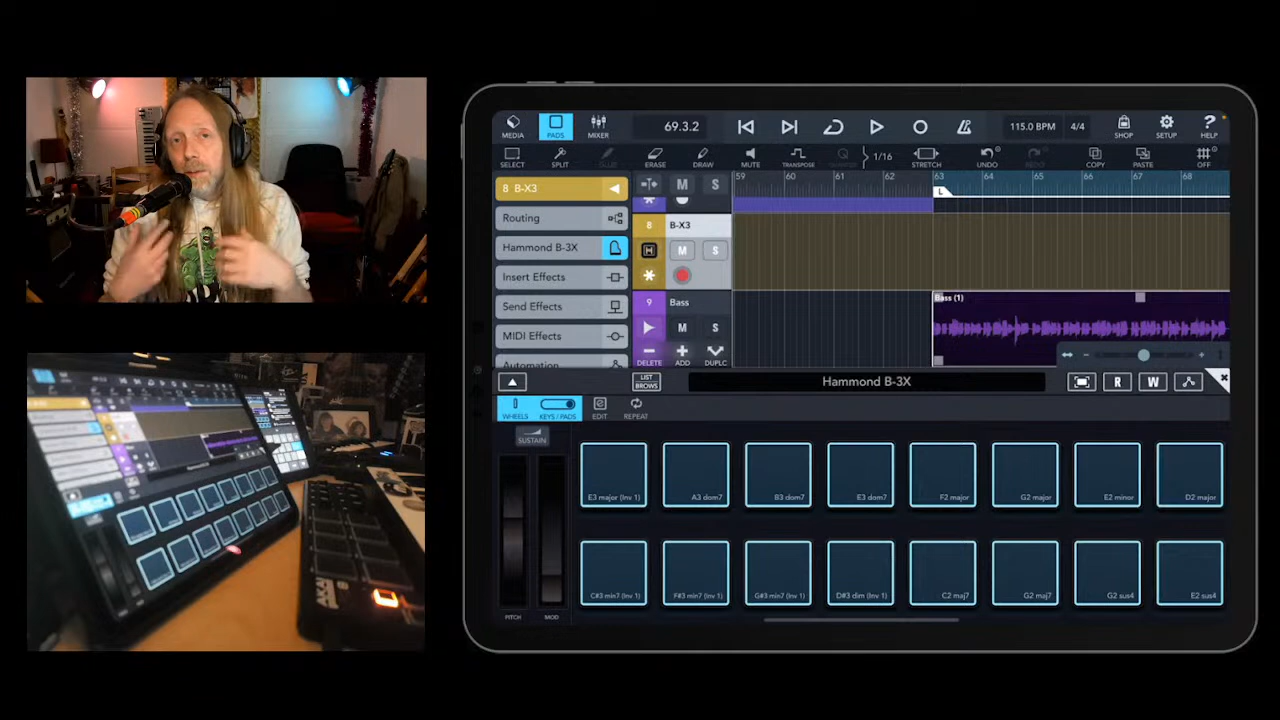 MEDIA
PADS
MIXER
69.3.2
115.0 BPM
4/4
SHOP
SETUP
HELP
SELECT
SPLIT
ERASE
DRAW
MUTE
TRANSPOSE
1/16
STRETCH
UNDO
COPY
PASTE
OFF
8 B-X3
M S
59 60 61 62 63 64 65 66 67 68
L
Routing
8 B-X3
Hammond B-3X
H M S
Insert Effects
Send Effects
9 Bass
Bass (1)
MIDI Effects
M S
Automation
DELETE ADD DUPLC
LIST
BROWS
Hammond B-3X
R W
WHEELS
KEYS/PADS
EDIT
REPEAT
SUSTAIN
E3 major (Inv 1)
A3 dom7
B3 dom7
E3 dom7
F2 major
G2 major
E2 minor
D2 major
C#3 min7 (Inv 1)
F#3 min7 (Inv 1)
G#3 min7 (Inv 1)
D#3 dim (Inv 1)
C2 maj7
G2 maj7
G2 sus4
E2 sus4
PITCH
MOD
AKAI